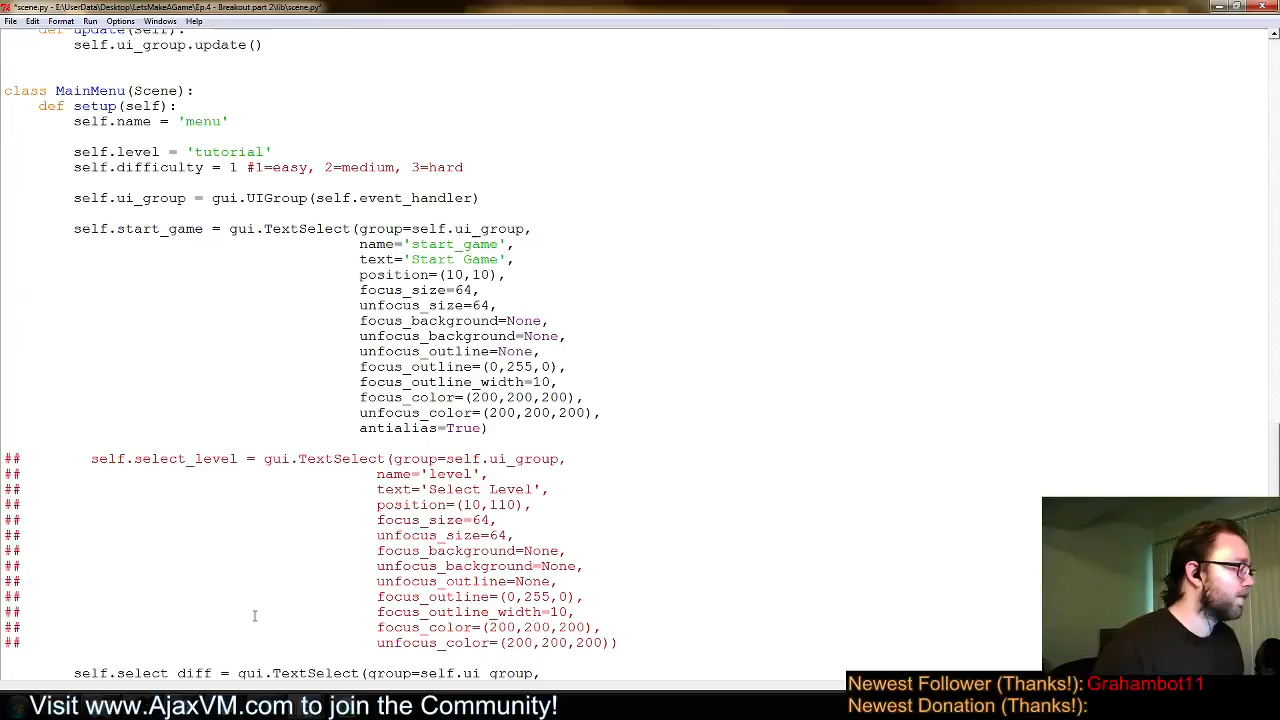 *scene.py - E:\UserData\Desktop\LetsMakeAGame\Ep.4 - Breakout part 2\lib\scene.py*
File Edit Format Run Options Windows Help
def update(self):
self.ui_group.update()
class MainMenu(Scene):
def setup(self):
self.name = 'menu'
self.level = 'tutorial'
self.difficulty = 1 #1=easy, 2=medium, 3=hard
self.ui_group = gui.UIGroup(self.event_handler)
self.start_game = gui.TextSelect(group=self.ui_group,
name='start_game',
text='Start Game',
position=(10,10),
focus_size=64,
unfocus_size=64,
focus_background=None,
unfocus_background=None,
unfocus_outline=None,
focus_outline=(0,255,0),
focus_outline_width=10,
focus_color=(200,200,200),
unfocus_color=(200,200,200),
antialias=True)
## self.select_level = gui.TextSelect(group=self.ui_group,
## name='level',
## text='Select Level',
## position=(10,110),
## focus_size=64,
## unfocus_size=64,
## focus_background=None,
## unfocus_background=None,
## unfocus_outline=None,
## focus_outline=(0,255,0),
## focus_outline_width=10,
## focus_color=(200,200,200),
## unfocus_color=(200,200,200))
self.select_diff = gui.TextSelect(group=self.ui_group,
Newest Follower (Thanks!): Grahambot11
Visit www.AjaxVM.com to join the Community!
Newest Donation (Thanks!):